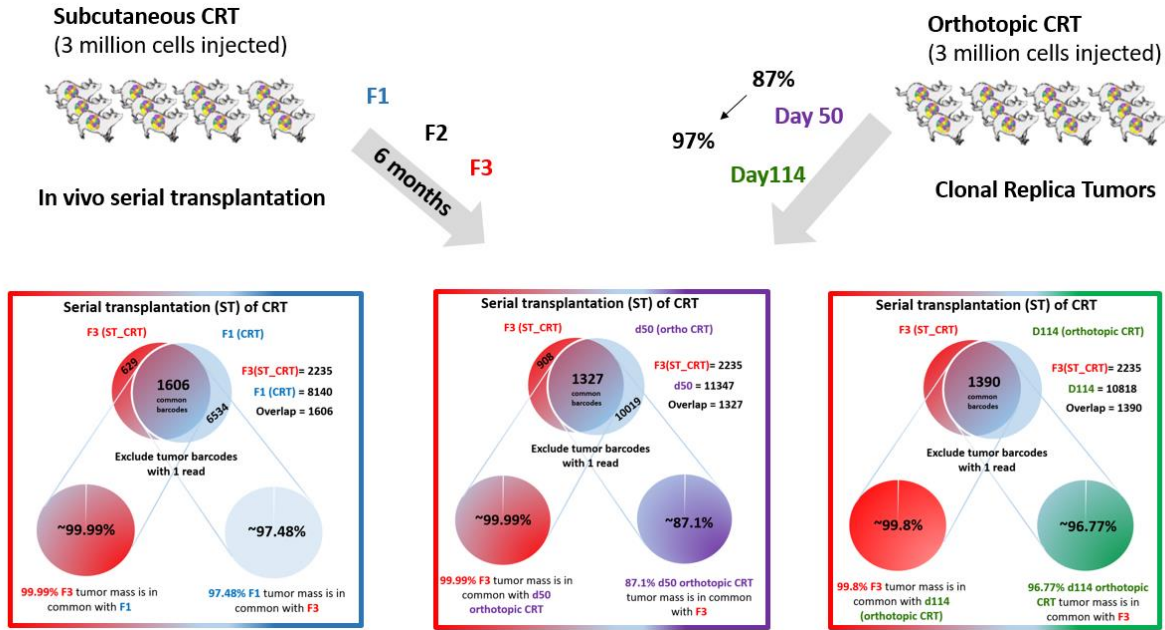 Subcutaneous CRT
(3 million cells injected)
In vivo serial transplantation
F1
F2
F3
6 months
87%
Day 50
97%
Day114
Orthotopic CRT
(3 million cells injected)
Clonal Replica Tumors
Serial transplantation (ST) of CRT
F3 (ST_CRT)
F1 (CRT)
629
1606
common
barcodes
6534
F3(ST_CRT)= 2235
F1 (CRT) = 8140
Overlap = 1606
Exclude tumor barcodes
with 1 read
~99.99%
~97.48%
99.99% F3 tumor mass is in
common with F1
97.48% F1 tumor mass is in
common with F3
Serial transplantation (ST) of CRT
F3 (ST_CRT)
d50 (ortho CRT)
908
1327
common
barcodes
10019
F3(ST_CRT)= 2235
d50 = 11347
Overlap = 1327
Exclude tumor barcodes
with 1 read
~99.99%
~87.1%
99.99% F3 tumor mass is in
common with d50
orthotopic CRT
87.1% d50 orthotopic CRT
tumor mass is in common
with F3
Serial transplantation (ST) of CRT
F3 (ST_CRT)
D114 (orthotopic CRT)
1390
common
barcodes
F3(ST_CRT)= 2235
D114 = 10818
Overlap = 1390
Exclude tumor barcodes
with 1 read
~99.8%
~96.77%
99.8% F3 tumor mass is in
common with d114
(orthotopic CRT)
96.77% d114 orthotopic
CRT tumor mass is in
common with F3